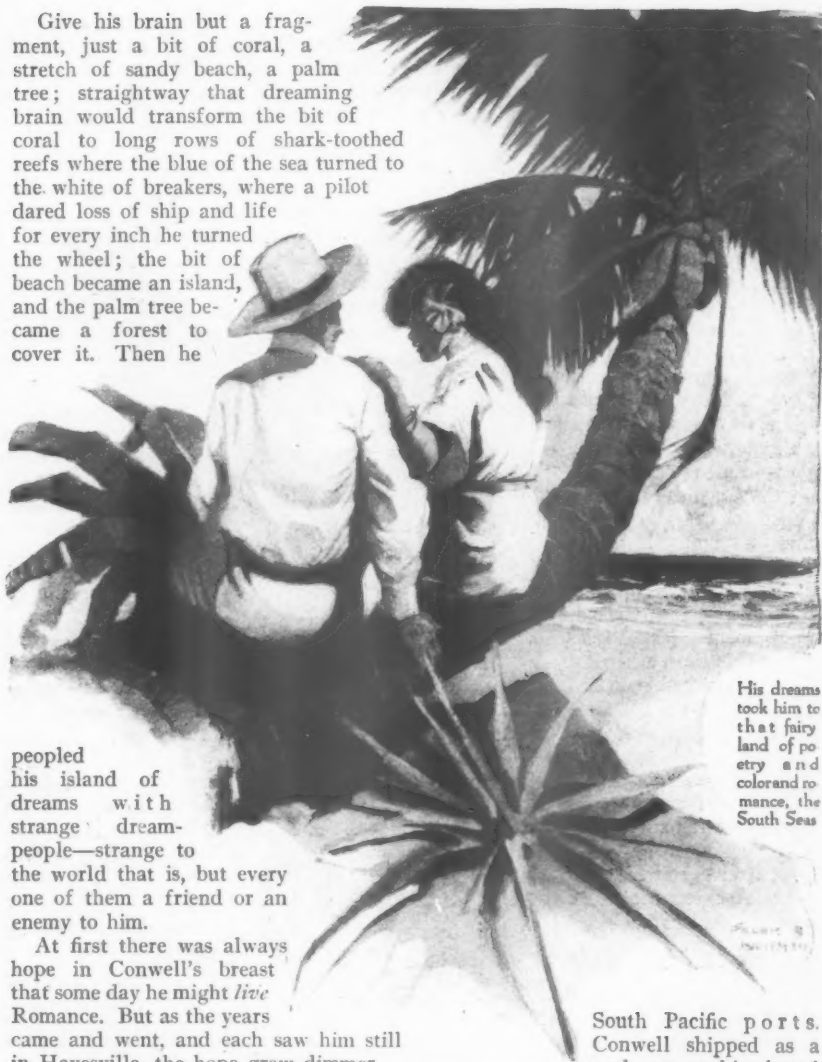 Give his brain but a frag-
ment, just a bit of coral, a
stretch of sandy beach, a palm
tree; straightway that dreaming
brain would transform the bit of
coral to long rows of shark-toothed
reefs where the blue of the sea turned to
the white of breakers, where a pilot
dared loss of ship and life
for every inch he turned
the wheel; the bit of
beach became an island,
and the palm tree be-
came a forest to
cover it. Then he
peopled
his island of
dreams with
strange dream-
people—strange to
the world that is, but every
one of them a friend or an
enemy to him.
At first there was always
hope in Conwell's breast
that some day he might live
Romance. But as the years
came and went, and each saw him still
in Haysville, the hope grew dimmer
His dreams
took him to
that fairy
land of po
etry and
color and ro
mance, the
South Seas
South Pacific ports.
Conwell shipped as a